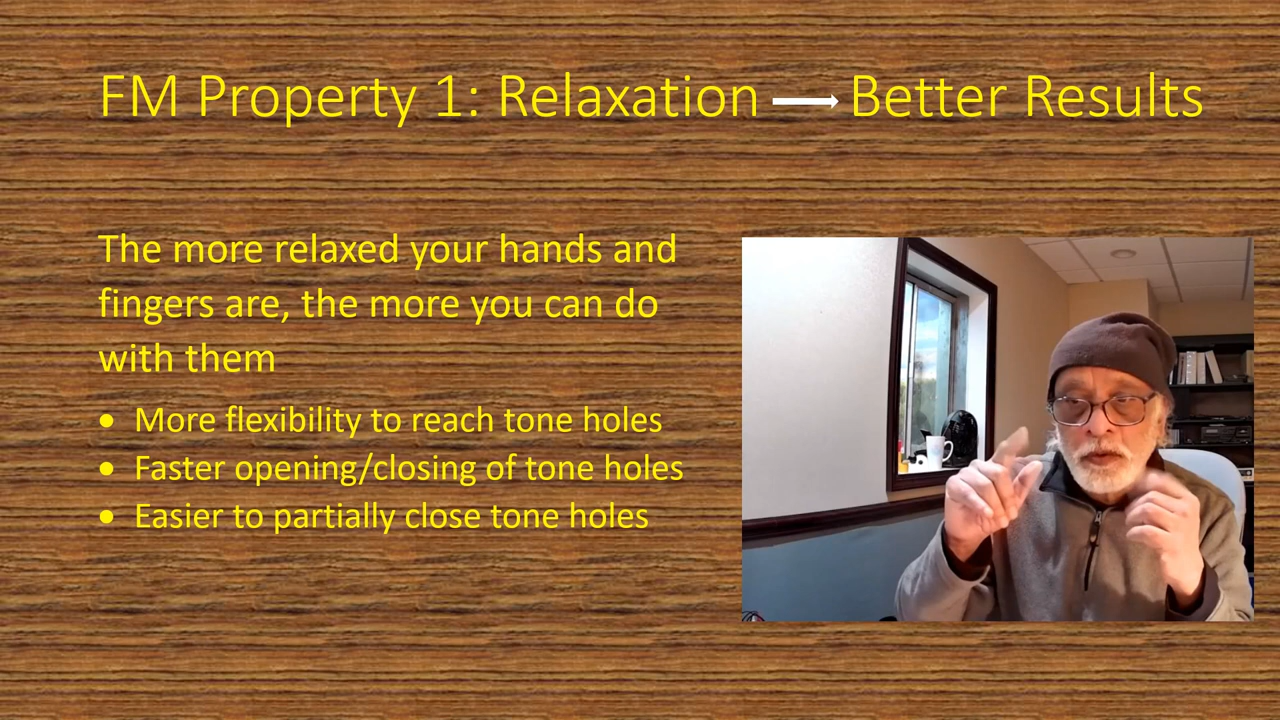 FM Property 1: Relaxation → Better Results
The more relaxed your hands and
fingers are, the more you can do
with them
• More flexibility to reach tone holes
• Faster opening/closing of tone holes
• Easier to partially close tone holes